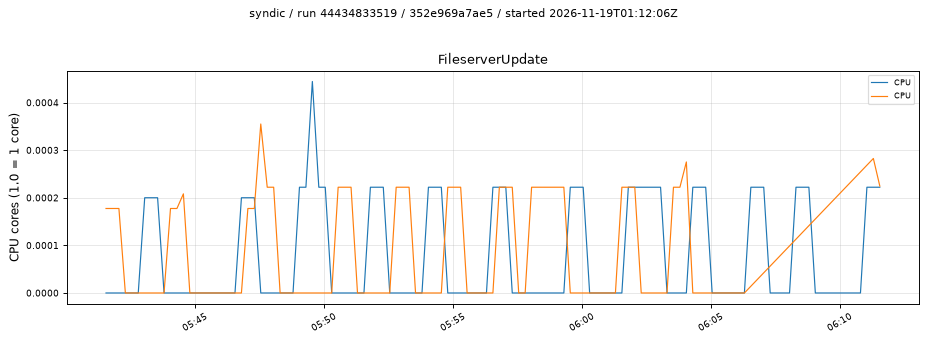 syndic / run 44434833519 / 352e969a7ae5 / started 2026-11-19T01:12:06Z
FileserverUpdate
CPU
CPU
CPU cores (1.0 = 1 core)
0.0004
0.0003
0.0002
0.0001
0.0000
05:45
05:50
05:55
06:00
06:05
06:10